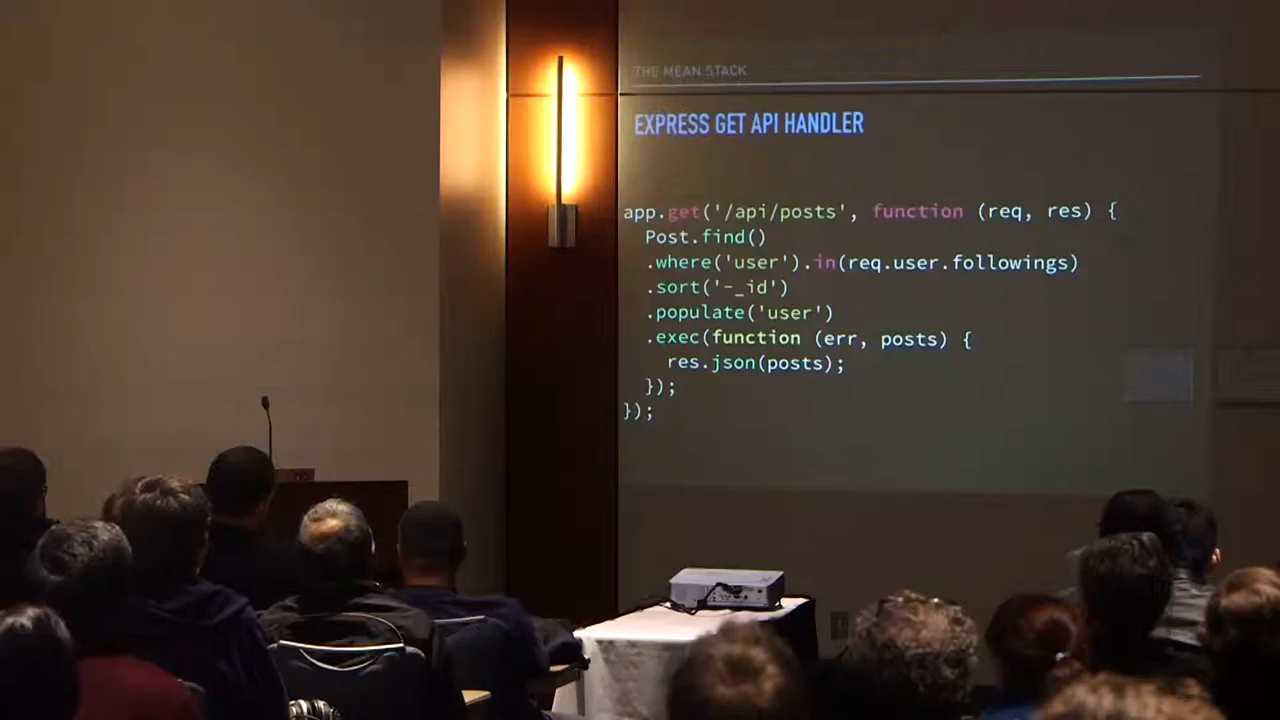 THE MEAN STACK
EXPRESS GET API HANDLER
app.get('/api/posts', function (req, res) {
  Post.find()
  .where('user').in(req.user.followings)
  .sort('-_id')
  .populate('user')
  .exec(function (err, posts) {
    res.json(posts);
  });
});